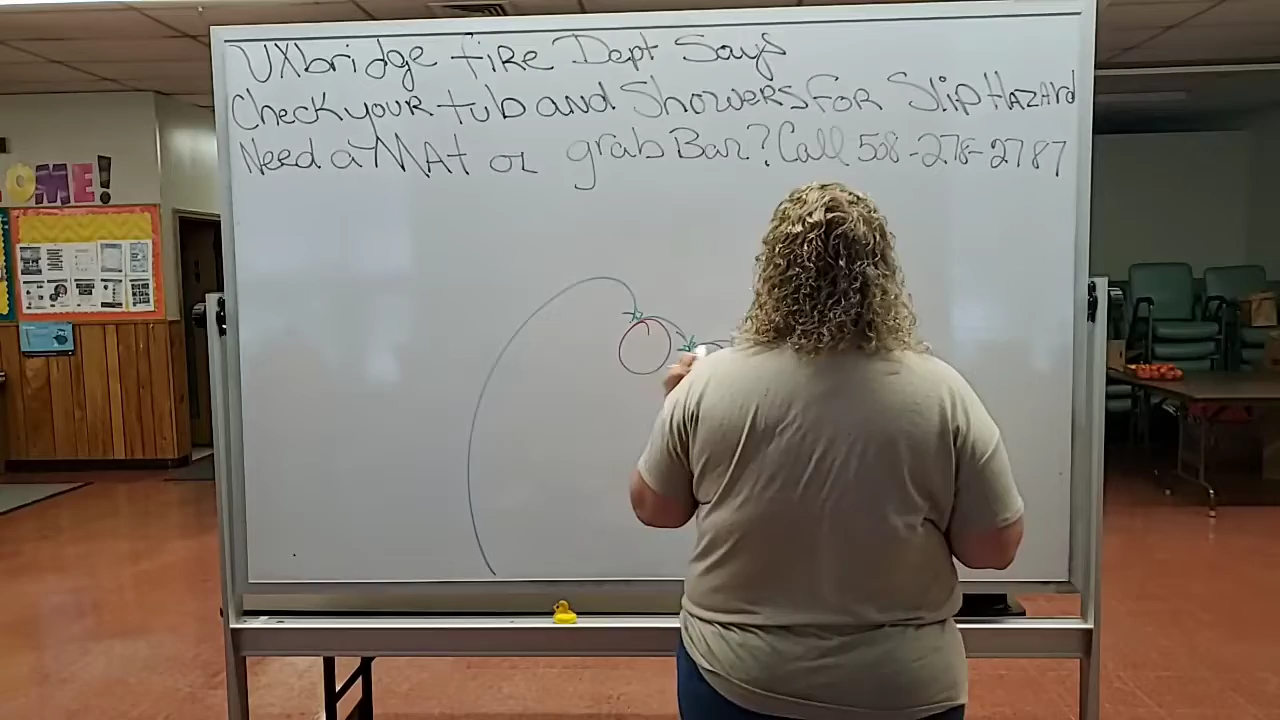 OME!
UXbridge fire Dept Says
Check your tub and Showers For Slip HAZARd
Need a MAt or grab Bar? Call 508-278-2787